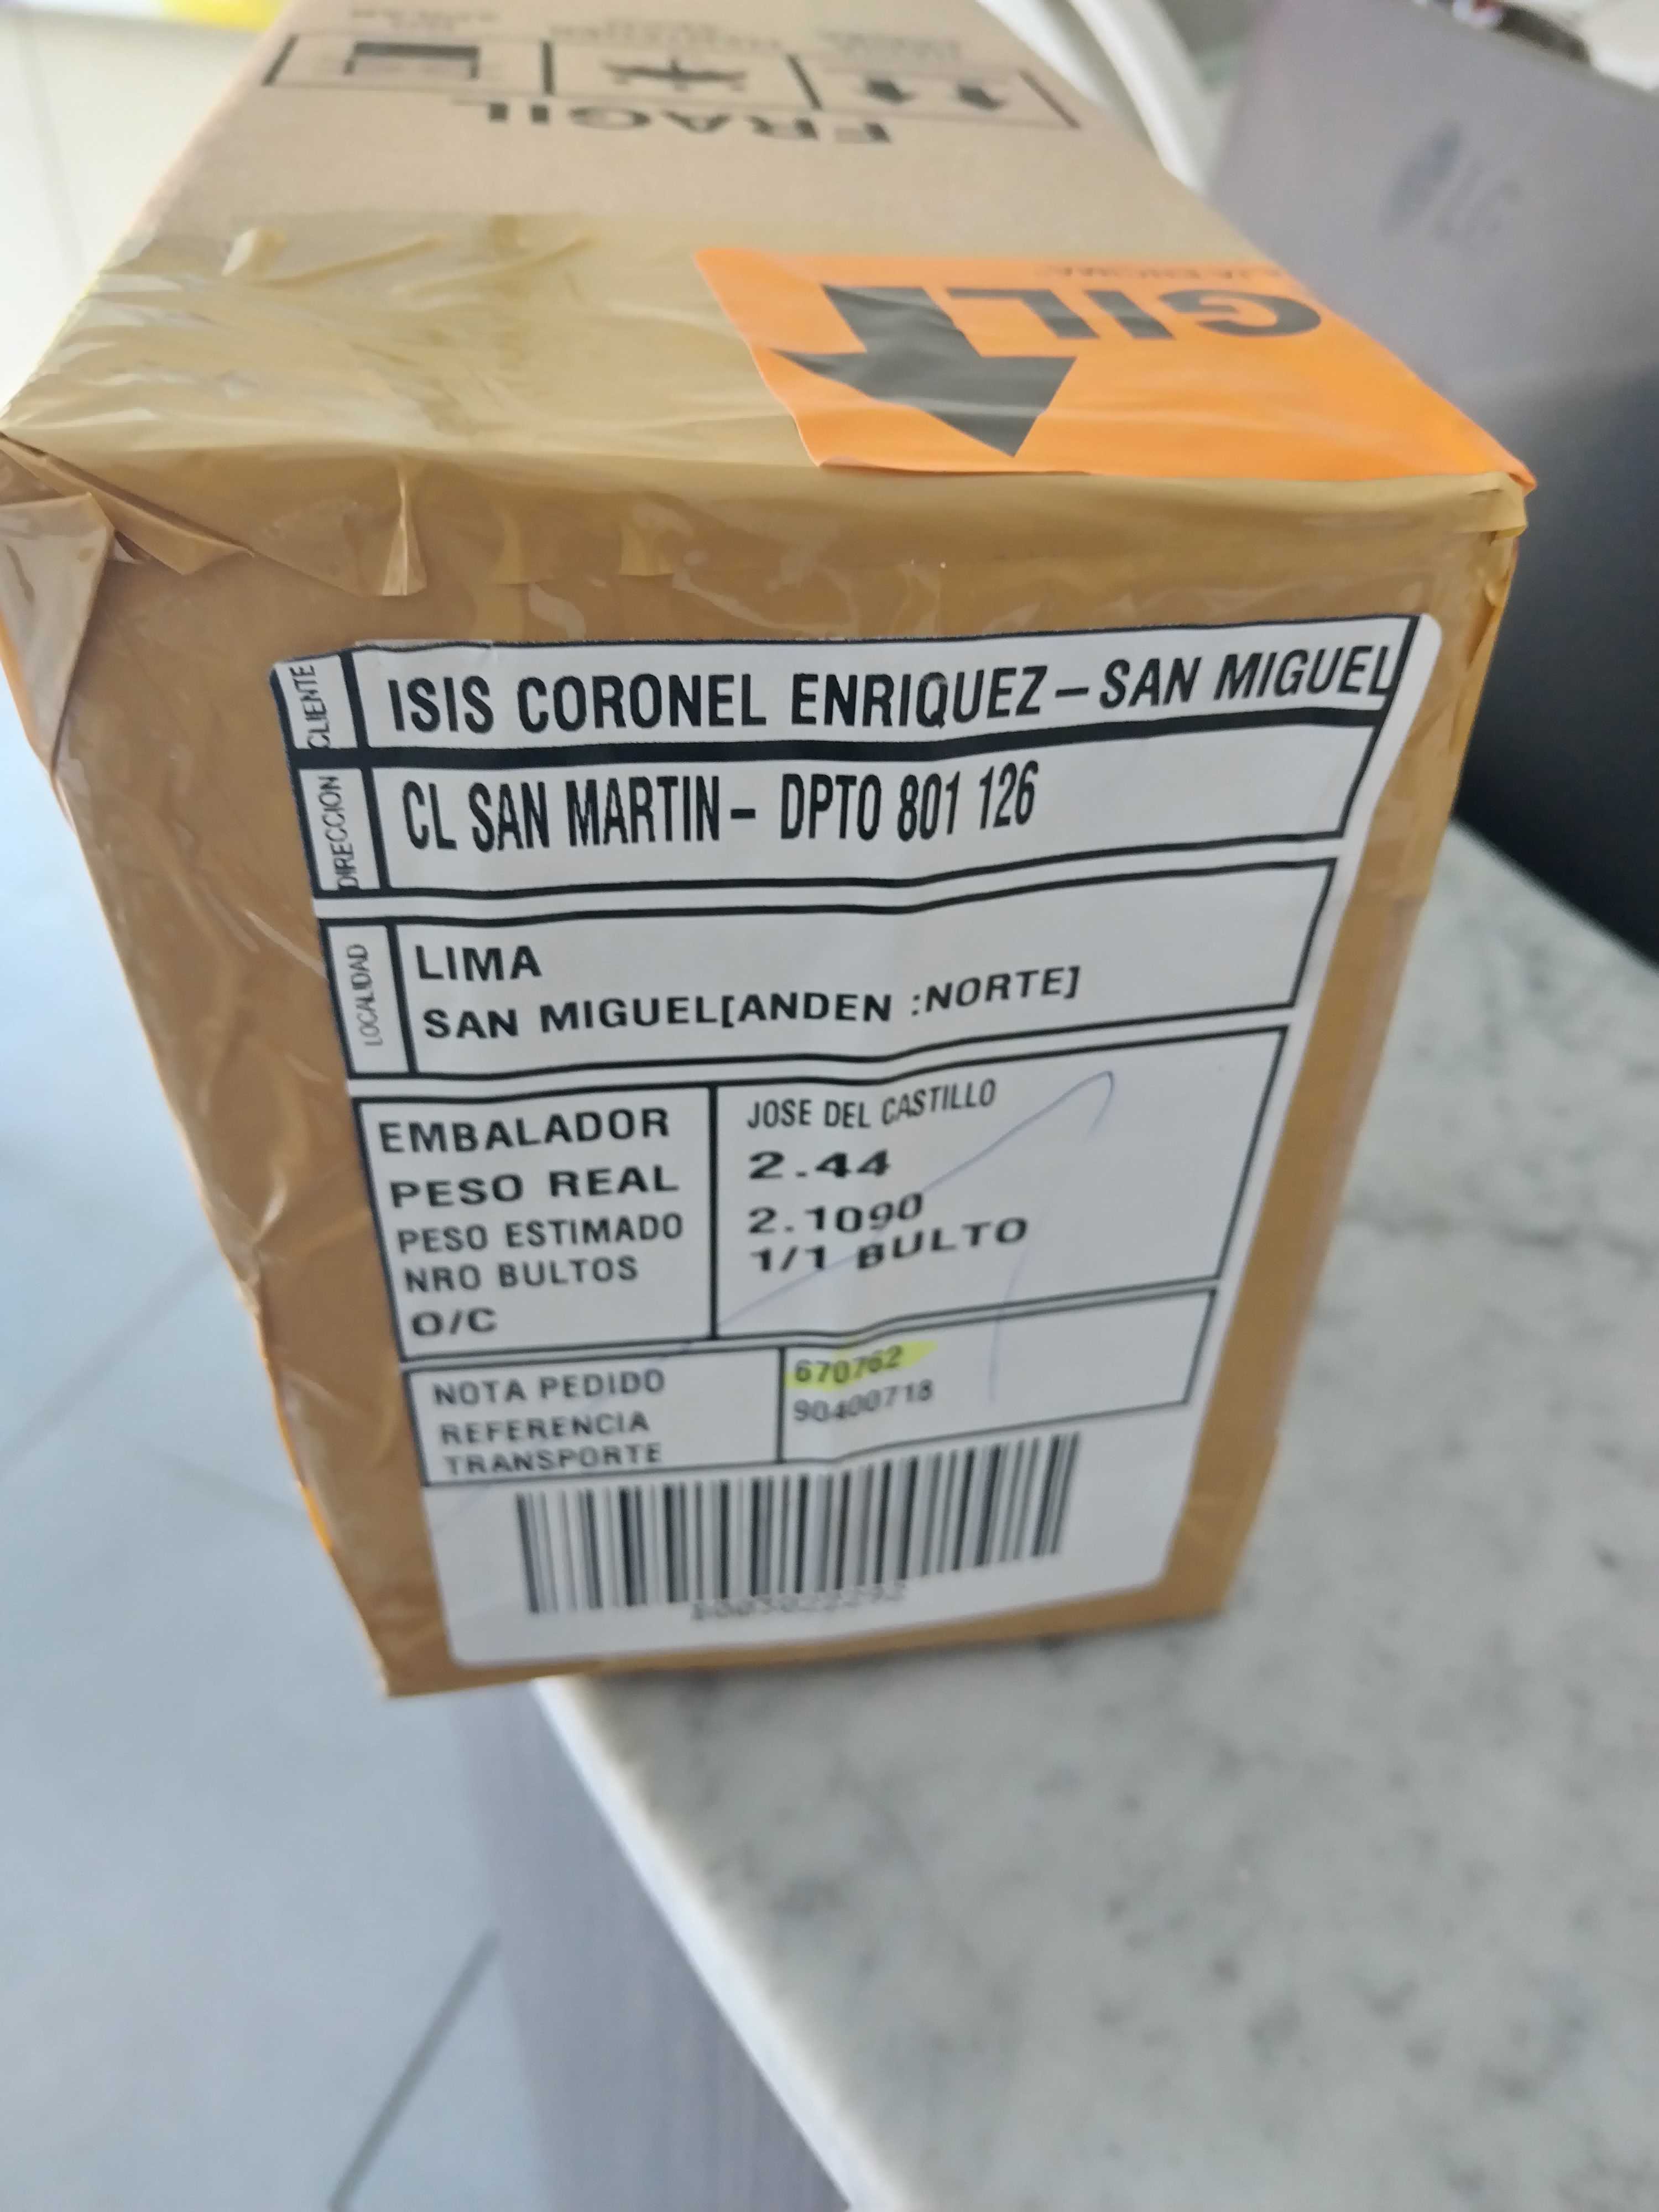 FRAGIL
GIL
CLIENTE
ISIS CORONEL ENRIQUEZ – SAN MIGUEL
DIRECCION
CL SAN MARTIN – DPTO 801 126
LOCALIDAD
LIMA
SAN MIGUEL[ANDEN :NORTE]
EMBALADOR JOSE DEL CASTILLO
PESO REAL 2.44
PESO ESTIMADO 2.1090
NRO BULTOS 1/1 BULTO
O/C
NOTA PEDIDO 670762
REFERENCIA 90400718
TRANSPORTE
LG